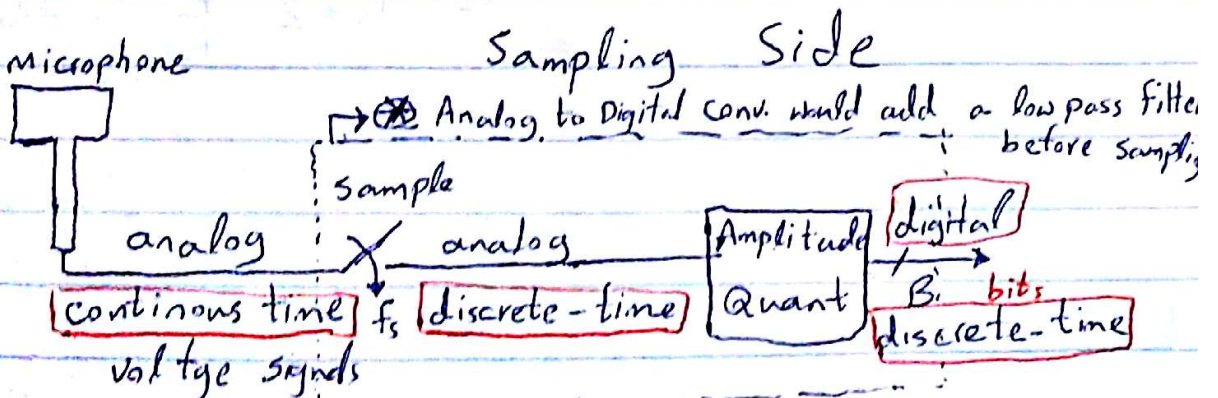 Sampling Side
Microphone
Analog to Digital conv. would add a low pass filter
before sampling
sample
analog
analog
Amplitude
Quant
digital
continous time
fs
discrete-time
B bits
discrete-time
voltge signals